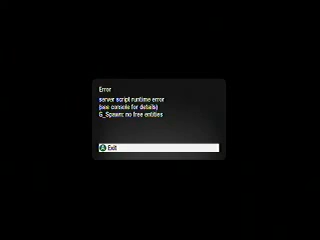 Error
server script runtime error
(see console for details)
G_Spawn: no free entities
A Exit